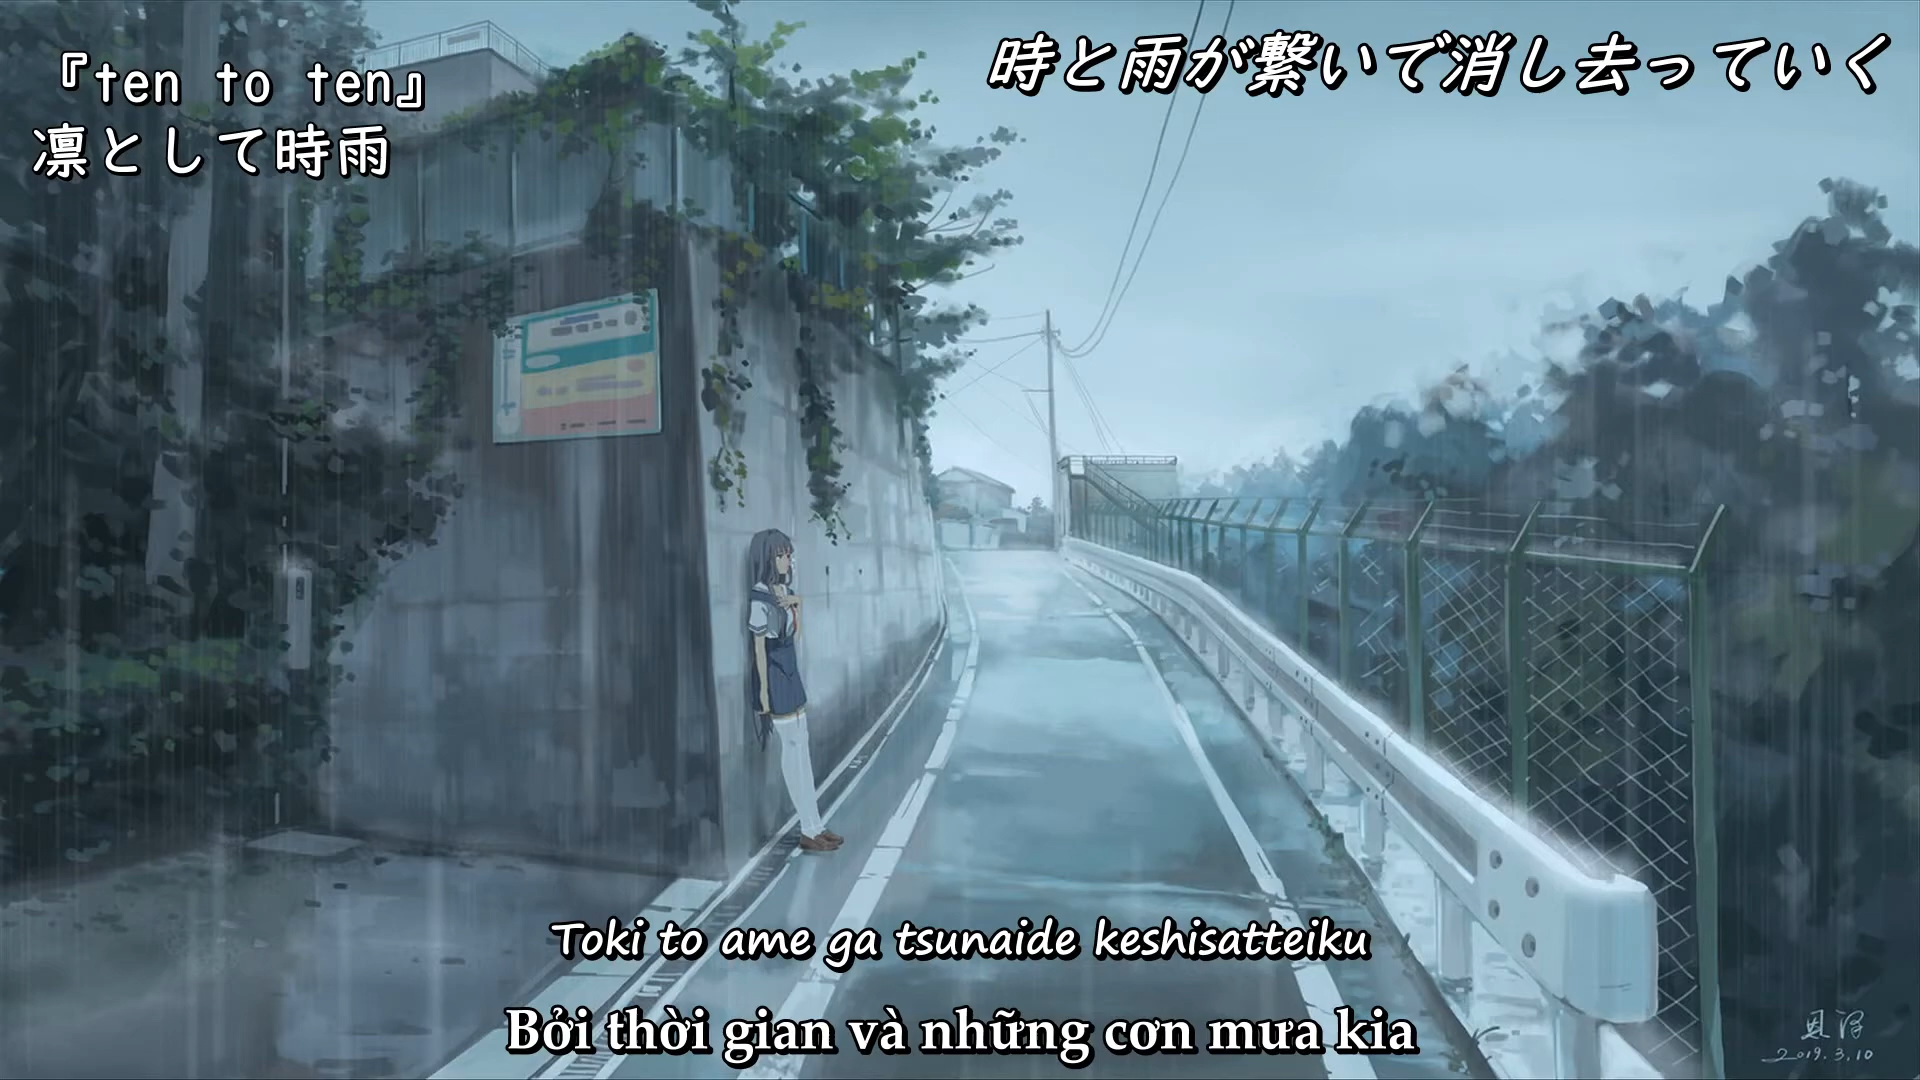 『ten to ten』
凛として時雨
時と雨が繋いで消し去っていく
Toki to ame ga tsunaide keshisatteiku
Bởi thời gian và những cơn mưa kia
2019.3.10